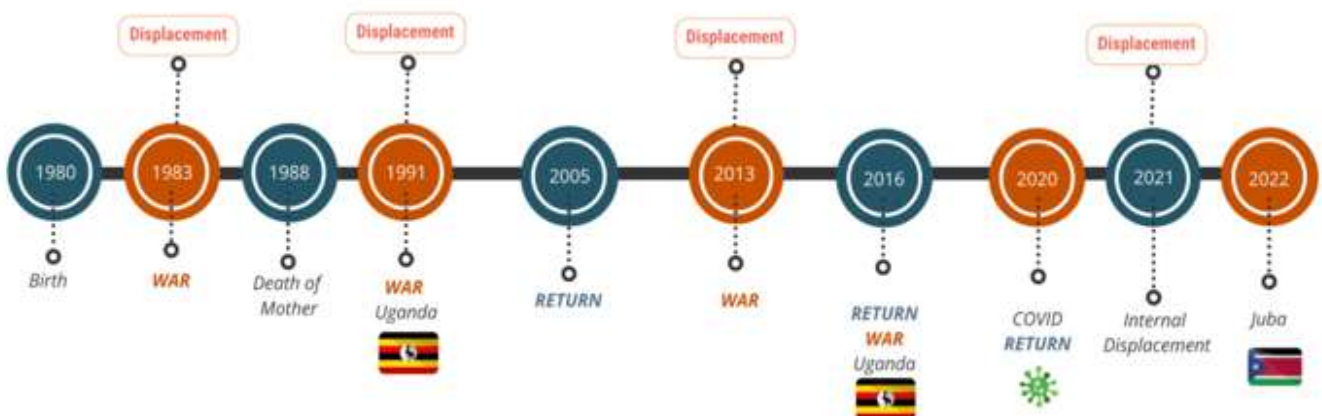 Displacement
Displacement
Displacement
Displacement
1980
1983
1988
1991
2005
2013
2016
2020
2021
2022
Birth
WAR
Death of
Mother
WAR
Uganda
RETURN
WAR
RETURN
WAR
Uganda
COVID
RETURN
Internal
Displacement
Juba